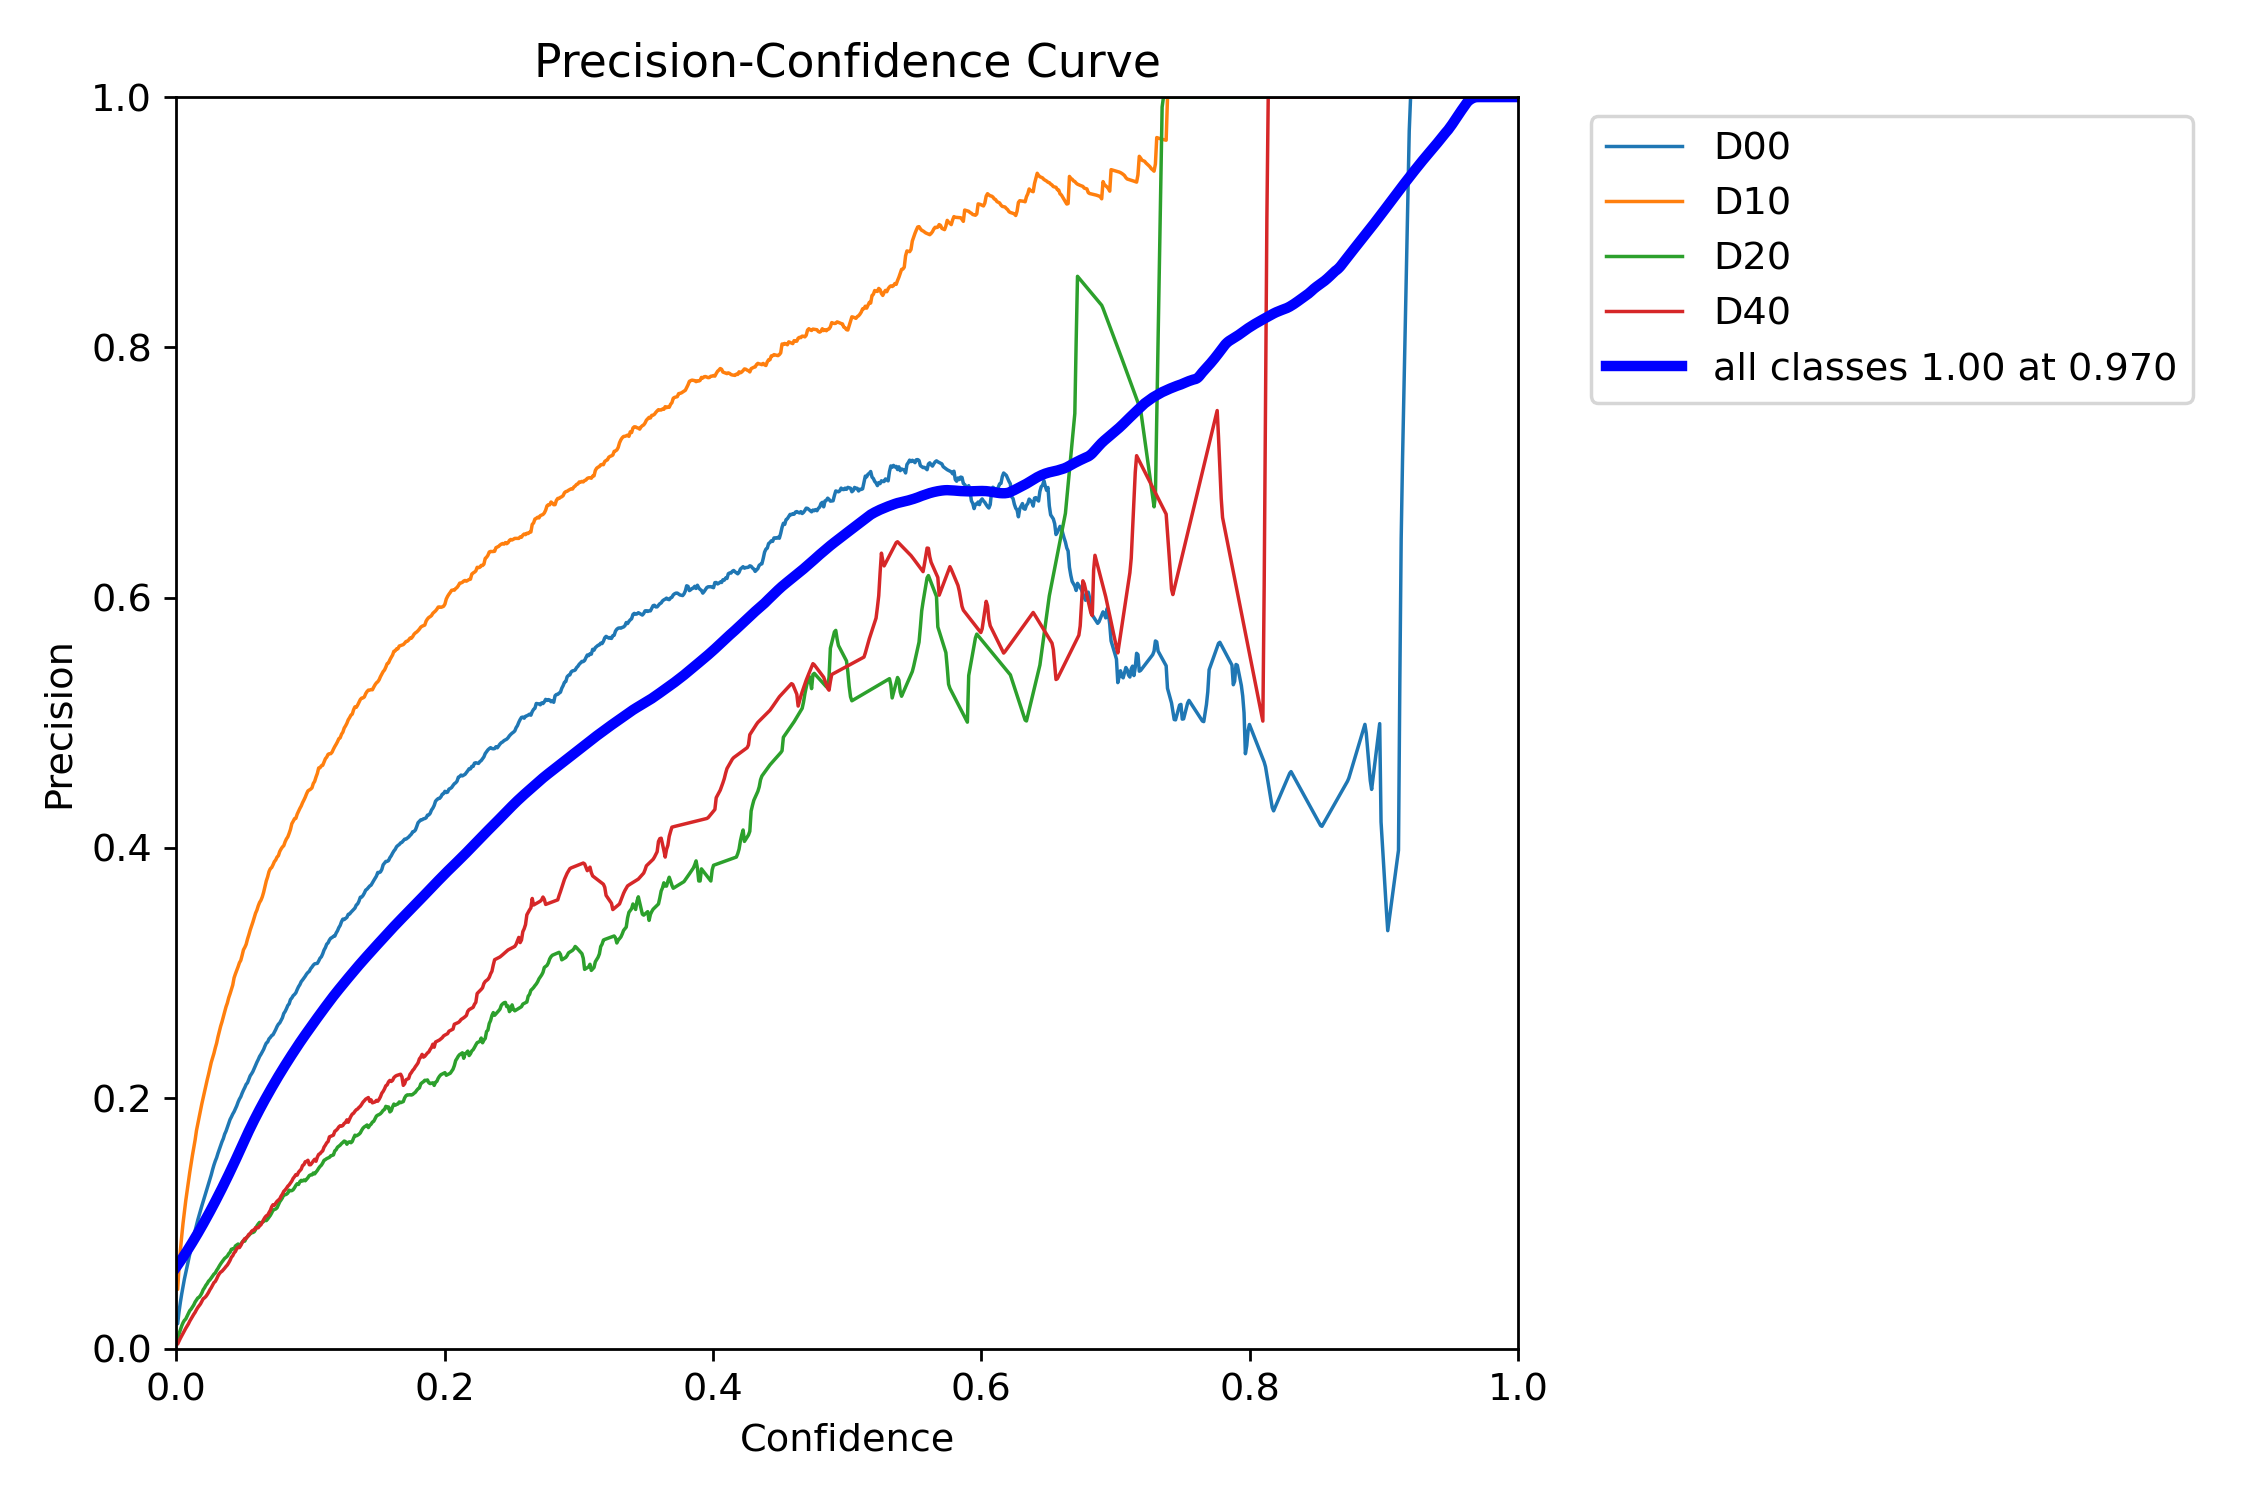 Precision-Confidence Curve
1.0
0.8
0.6
0.4
0.2
0.0
Precision
0.0 0.2 0.4 0.6 0.8 1.0
Confidence
D00
D10
D20
D40
all classes 1.00 at 0.970